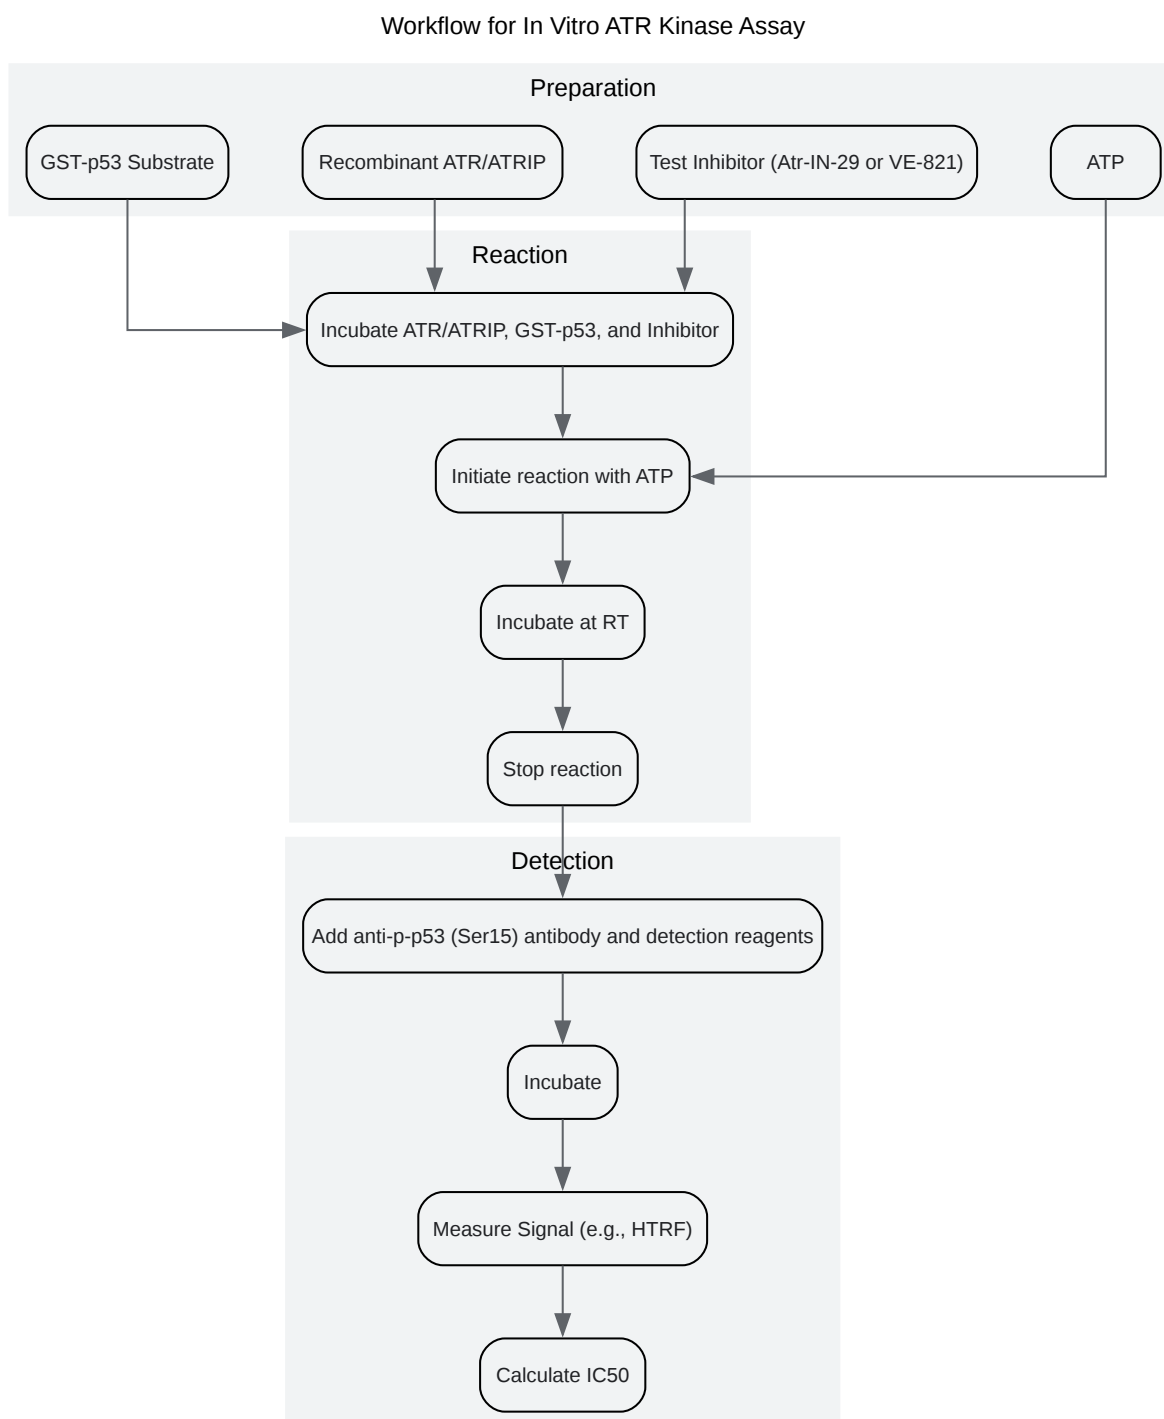 Workflow for In Vitro ATR Kinase Assay
Preparation
GST-p53 Substrate
Recombinant ATR/ATRIP
Test Inhibitor (Atr-IN-29 or VE-821)
ATP
Reaction
Incubate ATR/ATRIP, GST-p53, and Inhibitor
Initiate reaction with ATP
Incubate at RT
Stop reaction
Detection
Add anti-p-p53 (Ser15) antibody and detection reagents
Incubate
Measure Signal (e.g., HTRF)
Calculate IC50